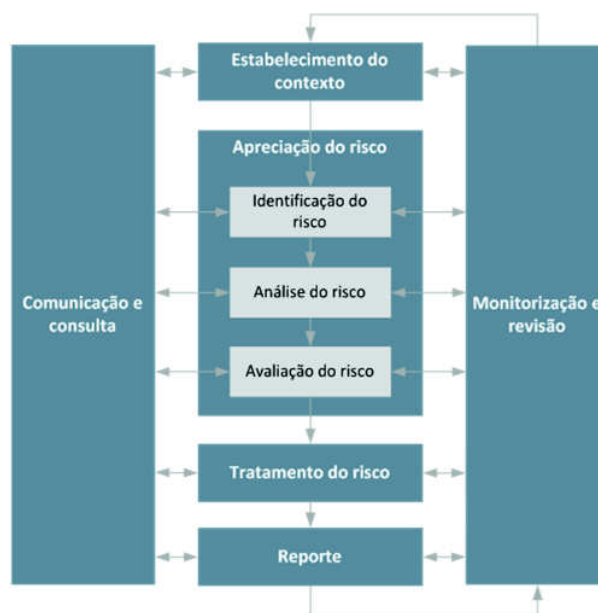 Estabelecimento do
contexto
Apreciação do risco
Identificação do
risco
Análise do risco
Avaliação do risco
Comunicação e
consulta
Monitorização e
revisão
Tratamento do risco
Reporte